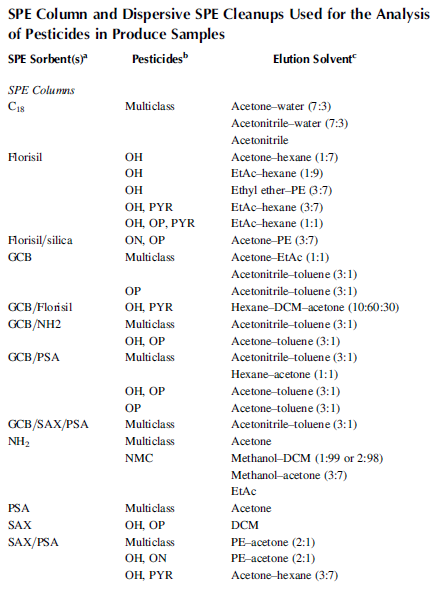 SPE Column and Dispersive SPE Cleanups Used for the Analysis
of Pesticides in Produce Samples
SPE Sorbent(s)a Pesticidesb Elution Solventc
SPE Columns
C18 Multiclass Acetone–water (7:3)
Acetonitrile–water (7:3)
Acetonitrile
Florisil OH Acetone–hexane (1:7)
OH EtAc–hexane (1:9)
OH Ethyl ether–PE (3:7)
OH, PYR EtAc–hexane (3:7)
OH, OP, PYR EtAc–hexane (1:1)
Florisil/silica ON, OP Acetone–PE (3:7)
GCB Multiclass Acetone–EtAc (1:1)
Acetonitrile–toluene (3:1)
OP Acetonitrile–toluene (3:1)
GCB/Florisil OH, PYR Hexane–DCM–acetone (10:60:30)
GCB/NH2 Multiclass Acetonitrile–toluene (3:1)
OH, OP Acetone–toluene (3:1)
GCB/PSA Multiclass Acetonitrile–toluene (3:1)
Hexane–acetone (1:1)
OH, OP Acetone–toluene (3:1)
OP Acetone–toluene (3:1)
GCB/SAX/PSA Multiclass Acetonitrile–toluene (3:1)
NH2 Multiclass Acetone
NMC Methanol–DCM (1:99 or 2:98)
Methanol–acetone (3:7)
EtAc
PSA Multiclass Acetone
SAX OH, OP DCM
SAX/PSA Multiclass PE–acetone (2:1)
OH, ON PE–acetone (2:1)
OH, PYR Acetone–hexane (3:7)